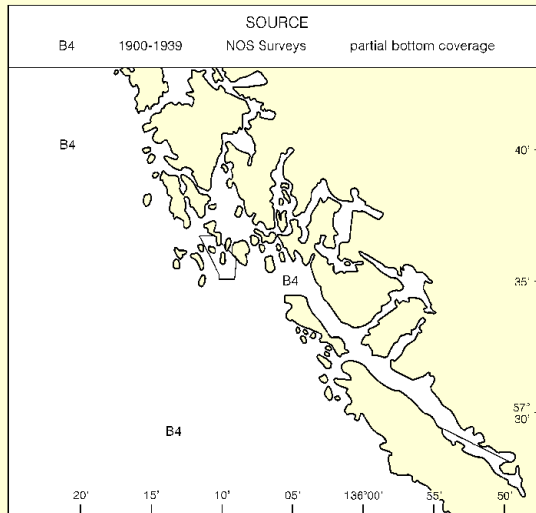 SOURCE
B4 1900-1939 NOS Surveys partial bottom coverage
B4
40'
B4
35'
57°
30'
B4
20' 15' 10' 05' 136°00' 55' 50'